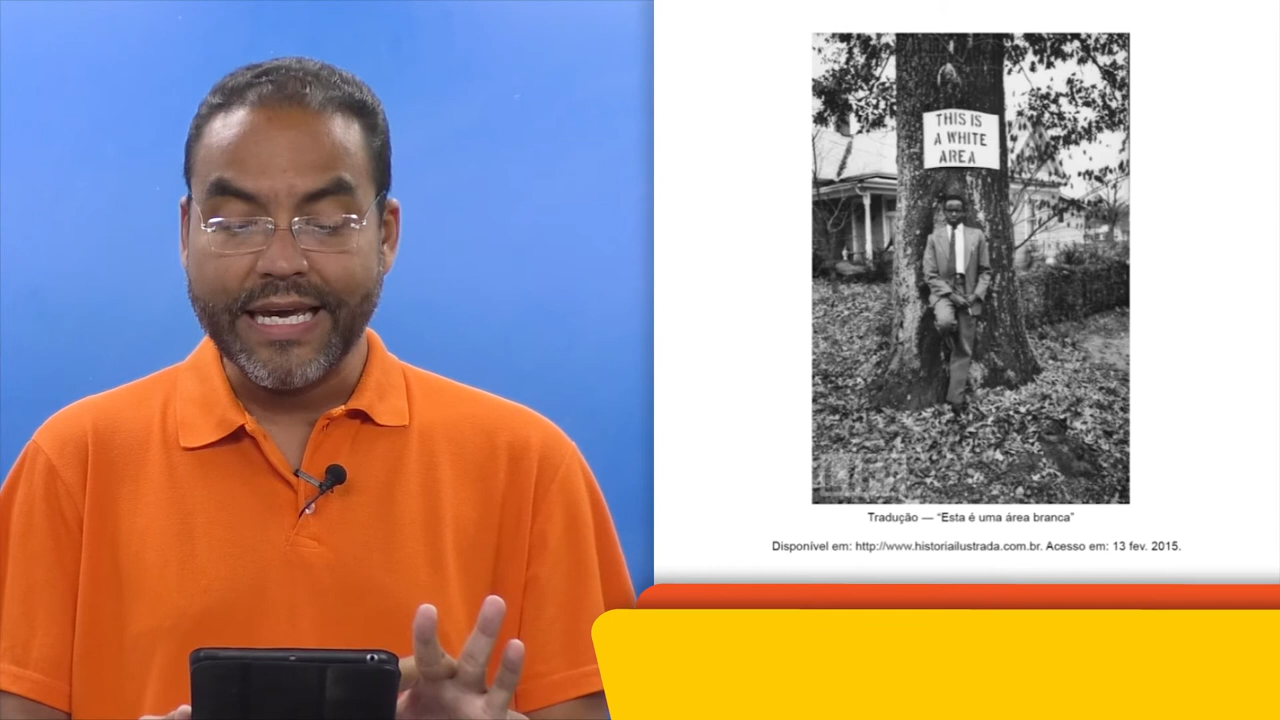 THIS IS
A WHITE
AREA
Tradução — “Esta é uma área branca”
Disponível em: http://www.historiailustrada.com.br. Acesso em: 13 fev. 2015.